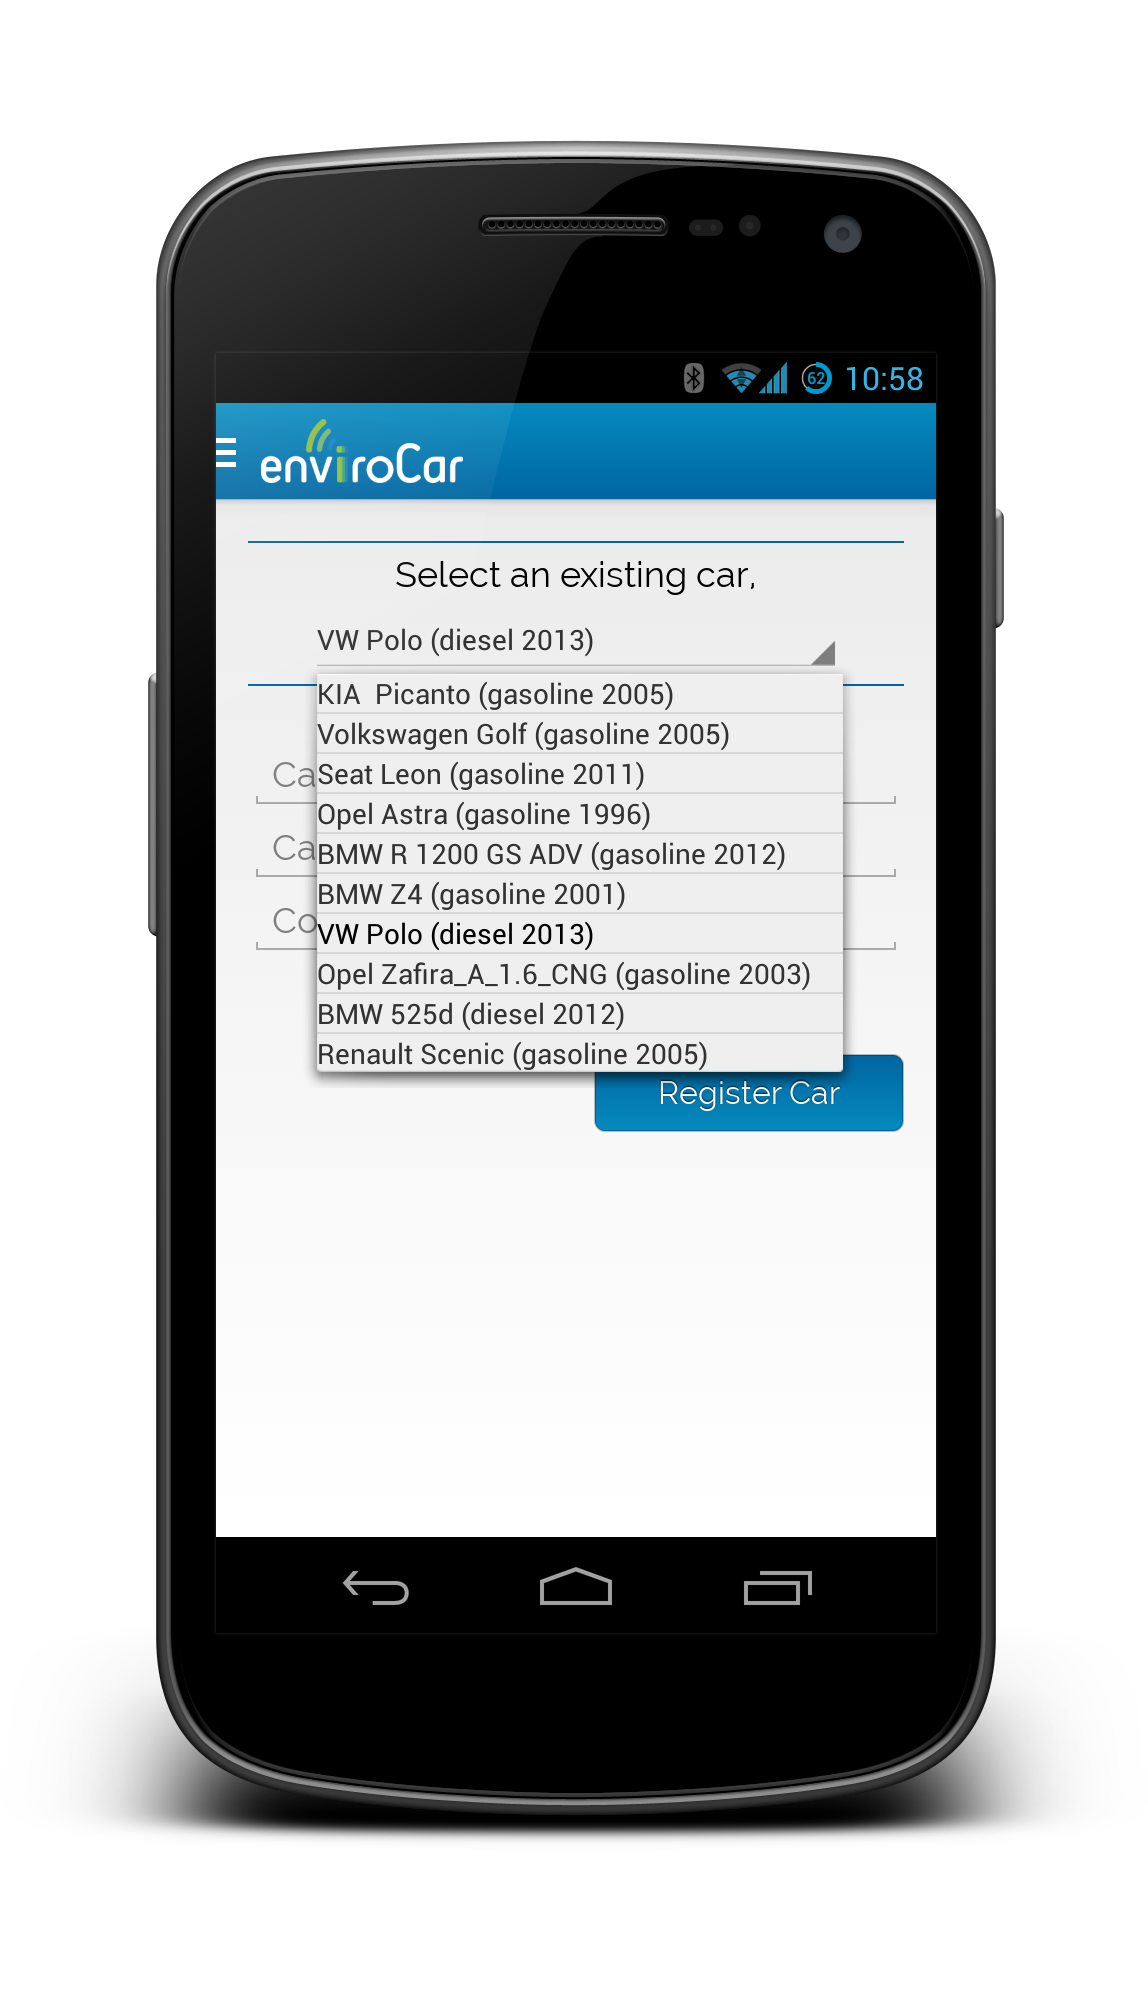 62 10:58
enviroCar
Select an existing car,
VW Polo (diesel 2013)
KIA  Picanto (gasoline 2005)
Volkswagen Golf (gasoline 2005)
Seat Leon (gasoline 2011)
Ca
Opel Astra (gasoline 1996)
BMW R 1200 GS ADV (gasoline 2012)
Ca
BMW Z4 (gasoline 2001)
Co
VW Polo (diesel 2013)
Opel Zafira_A_1.6_CNG (gasoline 2003)
BMW 525d (diesel 2012)
Renault Scenic (gasoline 2005)
Register Car